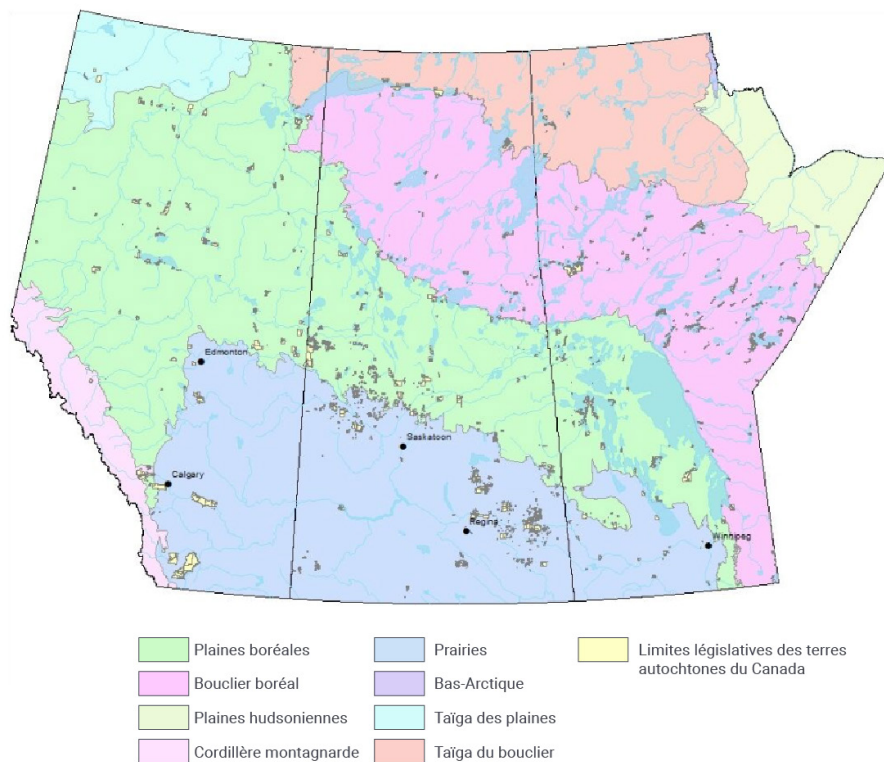 Edmonton
Saskatoon
Calgary
Regina
Winnipeg
Plaines boréales
Prairies
Limites législatives des terres
autochtones du Canada
Bouclier boréal
Bas-Arctique
Plaines hudsoniennes
Taïga des plaines
Cordillère montagnarde
Taïga du bouclier